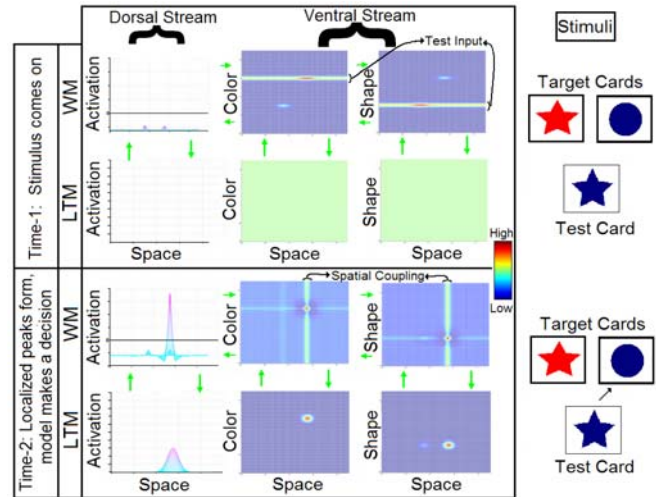 Dorsal Stream
Ventral Stream
Stimuli
Time-1: Stimulus comes on
WM
Activation
Color
Shape
Test Input
Target Cards
LTM
Activation
Color
Shape
Test Card
Space
Space
Space
High
Low
Time-2: Localized peaks form,
model makes a decision
WM
Activation
Color
Spatial Coupling
Shape
Target Cards
LTM
Activation
Color
Shape
Test Card
Space
Space
Space